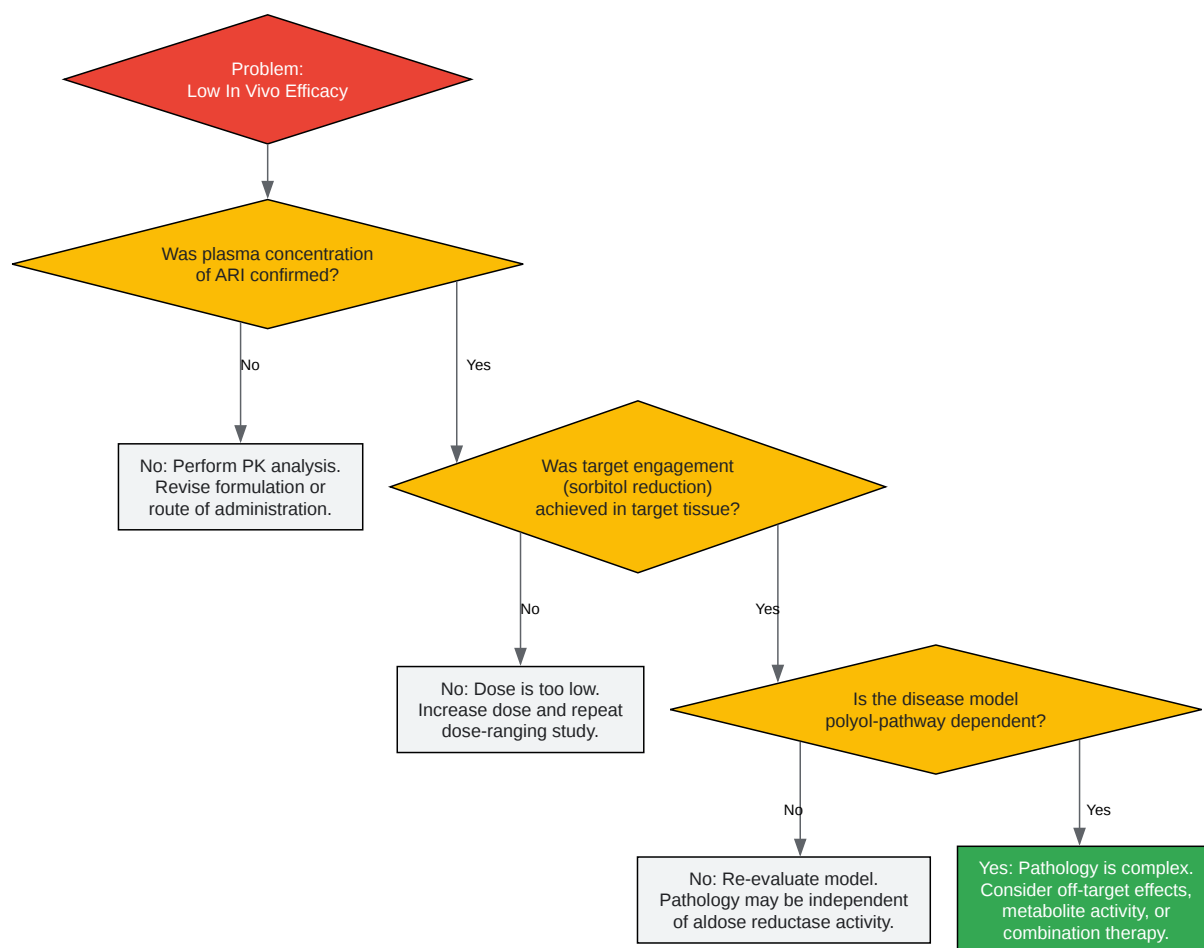 Problem:
Low In Vivo Efficacy
Was plasma concentration
of ARI confirmed?
No
Yes
No: Perform PK analysis.
Revise formulation or
route of administration.
Was target engagement
(sorbitol reduction)
achieved in target tissue?
No
Yes
No: Dose is too low.
Increase dose and repeat
dose-ranging study.
Is the disease model
polyol-pathway dependent?
No
Yes
No: Re-evaluate model.
Pathology may be independent
of aldose reductase activity.
Yes: Pathology is complex.
Consider off-target effects,
metabolite activity, or
combination therapy.